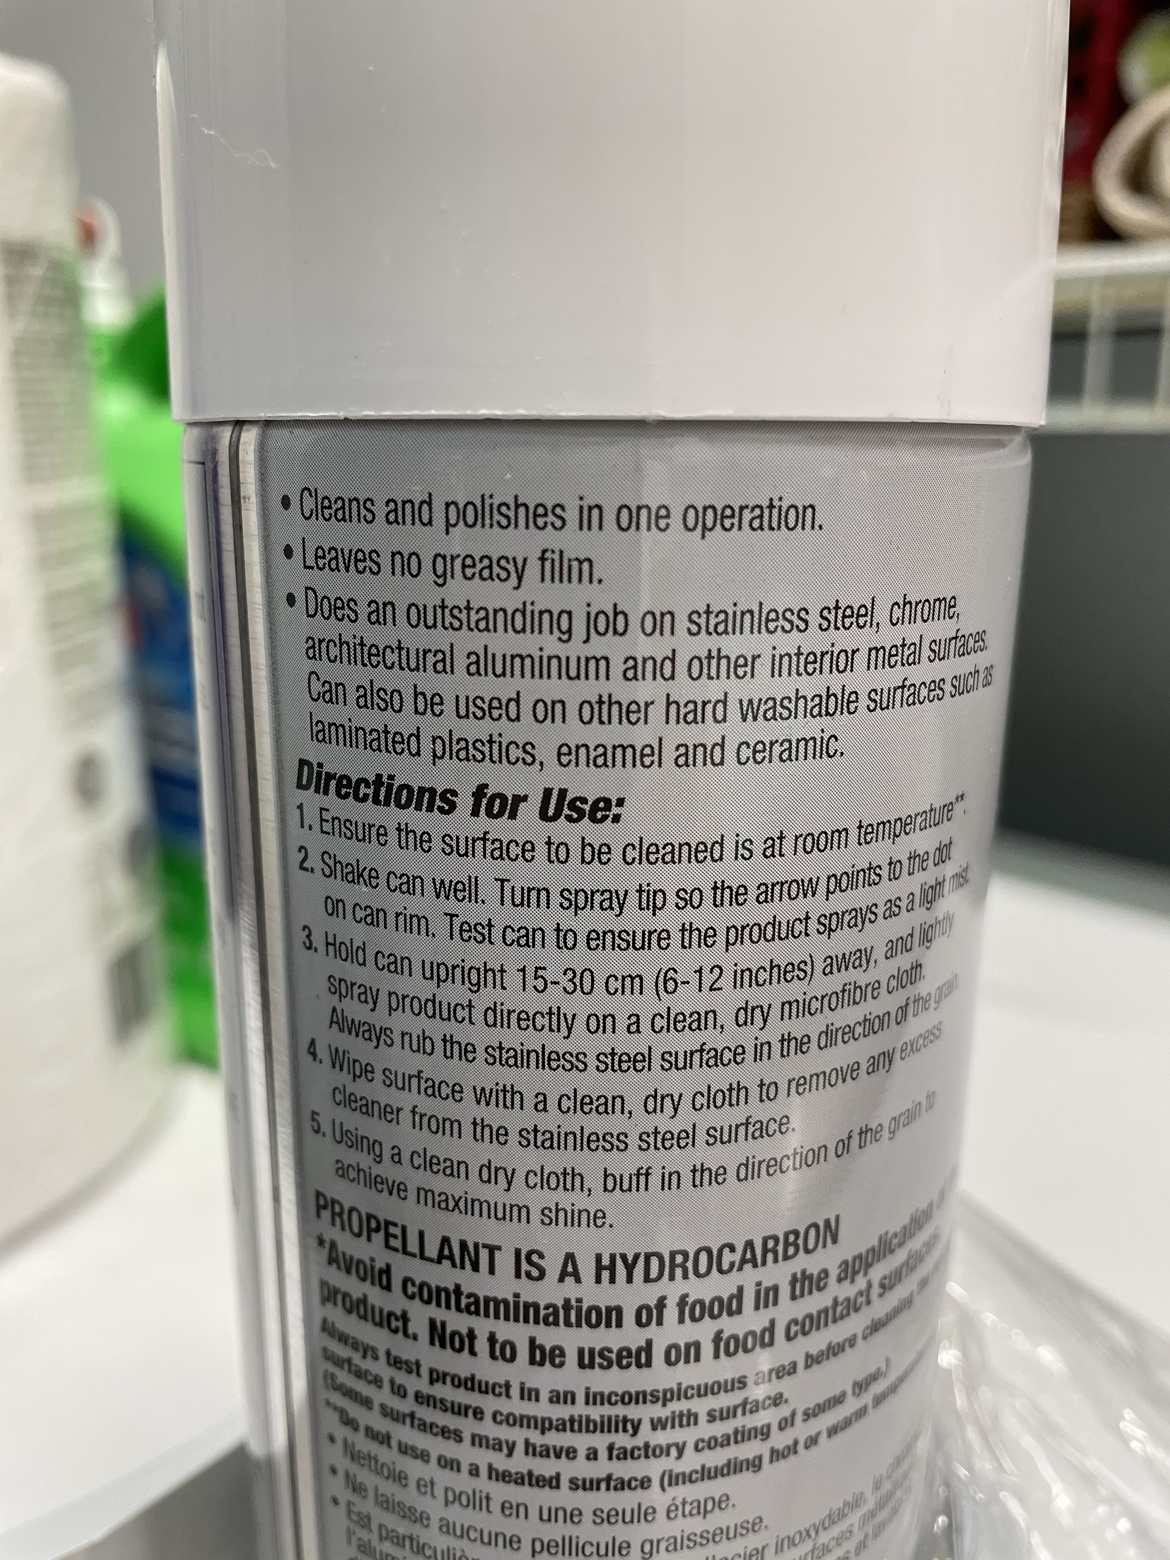 • Cleans and polishes in one operation.
• Leaves no greasy film.
• Does an outstanding job on stainless steel, chrome,
architectural aluminum and other interior metal surfaces.
Can also be used on other hard washable surfaces such as
laminated plastics, enamel and ceramic.
Directions for Use:
1. Ensure the surface to be cleaned is at room temperature**.
2. Shake can well. Turn spray tip so the arrow points to the dot
on can rim. Test can to ensure the product sprays as a light mist.
3. Hold can upright 15-30 cm (6-12 inches) away, and lightly
spray product directly on a clean, dry microfibre cloth.
Always rub the stainless steel surface in the direction of the grain.
4. Wipe surface with a clean, dry cloth to remove any excess
cleaner from the stainless steel surface.
5. Using a clean dry cloth, buff in the direction of the grain to
achieve maximum shine.
PROPELLANT IS A HYDROCARBON
*Avoid contamination of food in the application
product. Not to be used on food contact surfaces.
Always test product in an inconspicuous area before cleaning
surface to ensure compatibility with surface.
(Some surfaces may have a factory coating of some type.)
**Do not use on a heated surface (including hot or warm
• Nettoie et polit en une seule étape.
• Ne laisse aucune pellicule graisseuse.
• Est inoxydable, le